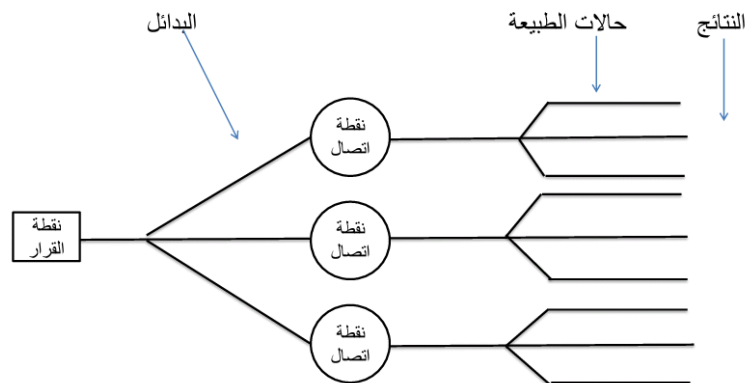 النتائج
حالات الطبيعة
البدائل
نقطة
اتصال
نقطة
القرار
نقطة
اتصال
نقطة
اتصال